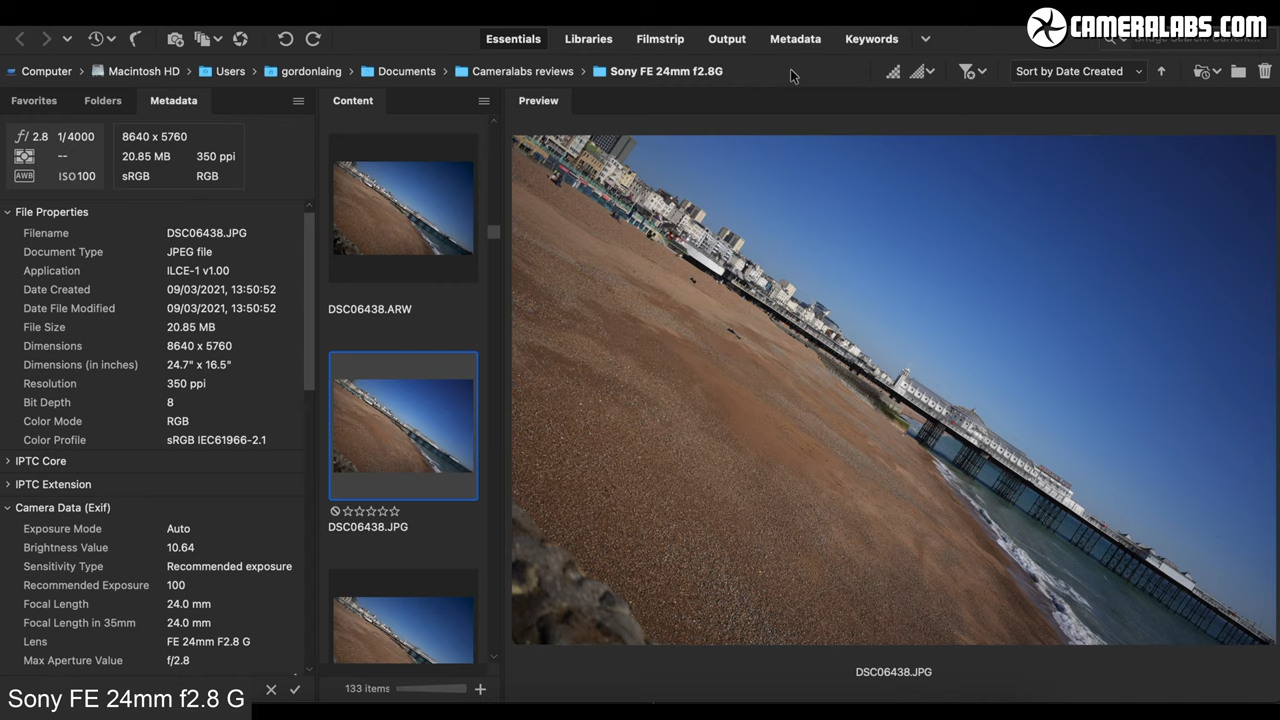 CAMERALABS.COM
Essentials Libraries Filmstrip Output Metadata Keywords
Computer Macintosh HD Users gordonlaing Documents Cameralabs reviews Sony FE 24mm f2.8G Sort by Date Created
Favorites Folders Metadata Content Preview
f/ 2.8 1/4000 8640 x 5760
-- 20.85 MB 350 ppi
AWB ISO100 sRGB RGB
File Properties
Filename DSC06438.JPG
Document Type JPEG file
Application ILCE-1 v1.00
Date Created 09/03/2021, 13:50:52
Date File Modified 09/03/2021, 13:50:52
File Size 20.85 MB
Dimensions 8640 x 5760
Dimensions (in inches) 24.7" x 16.5"
Resolution 350 ppi
Bit Depth 8
Color Mode RGB
Color Profile sRGB IEC61966-2.1
IPTC Core
IPTC Extension
Camera Data (Exif)
Exposure Mode Auto
Brightness Value 10.64
Sensitivity Type Recommended exposure
Recommended Exposure 100
Focal Length 24.0 mm
Focal Length in 35mm 24.0 mm
Lens FE 24mm F2.8 G
Max Aperture Value f/2.8
DSC06438.ARW
DSC06438.JPG
133 items
DSC06438.JPG
Sony FE 24mm f2.8 G